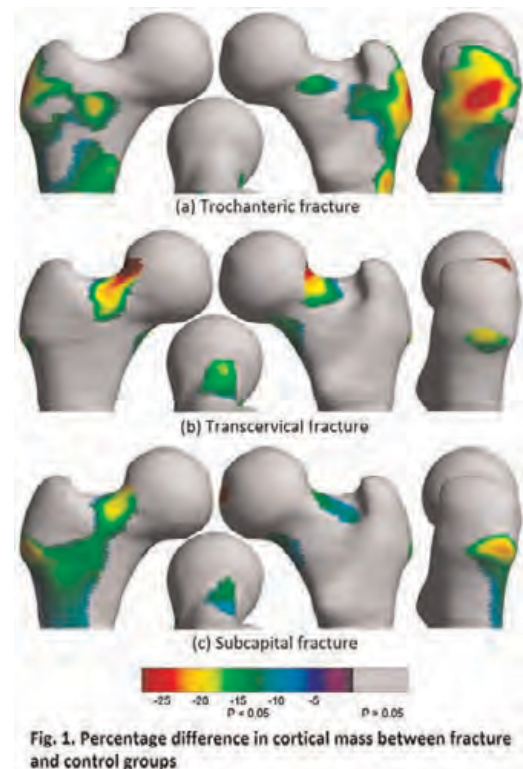 (a) Trochanteric fracture
(b) Transcervical fracture
(c) Subcapital fracture
-25 -20 -15 -10 -5
P < 0.05 P > 0.05
Fig. 1. Percentage difference in cortical mass between fracture
and control groups